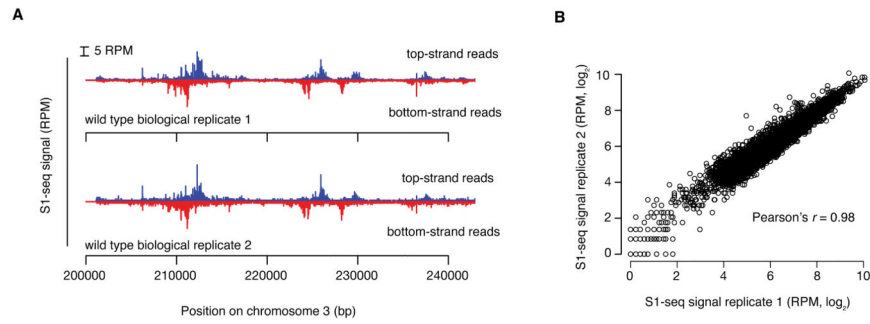 A
5 RPM
top-strand reads
bottom-strand reads
wild type biological replicate 1
S1-seq signal (RPM)
top-strand reads
bottom-strand reads
wild type biological replicate 2
200000 210000 220000 230000 240000
Position on chromosome 3 (bp)
B
S1-seq signal replicate 2 (RPM, log₂)
10
8
6
4
2
0
Pearson's r = 0.98
0 2 4 6 8 10
S1-seq signal replicate 1 (RPM, log₂)